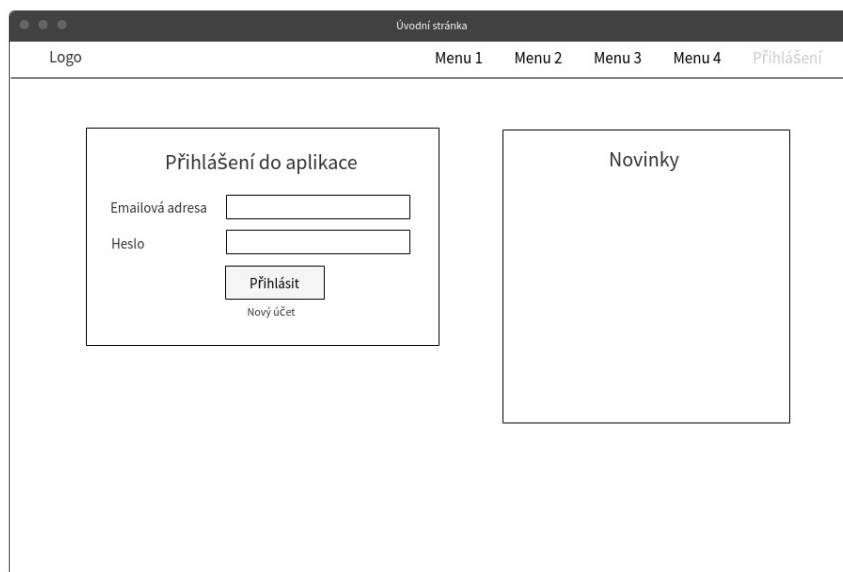 Úvodní stránka
Logo Menu 1 Menu 2 Menu 3 Menu 4 Přihlášení
Přihlášení do aplikace
Emailová adresa
Heslo
Přihlásit
Nový účet
Novinky